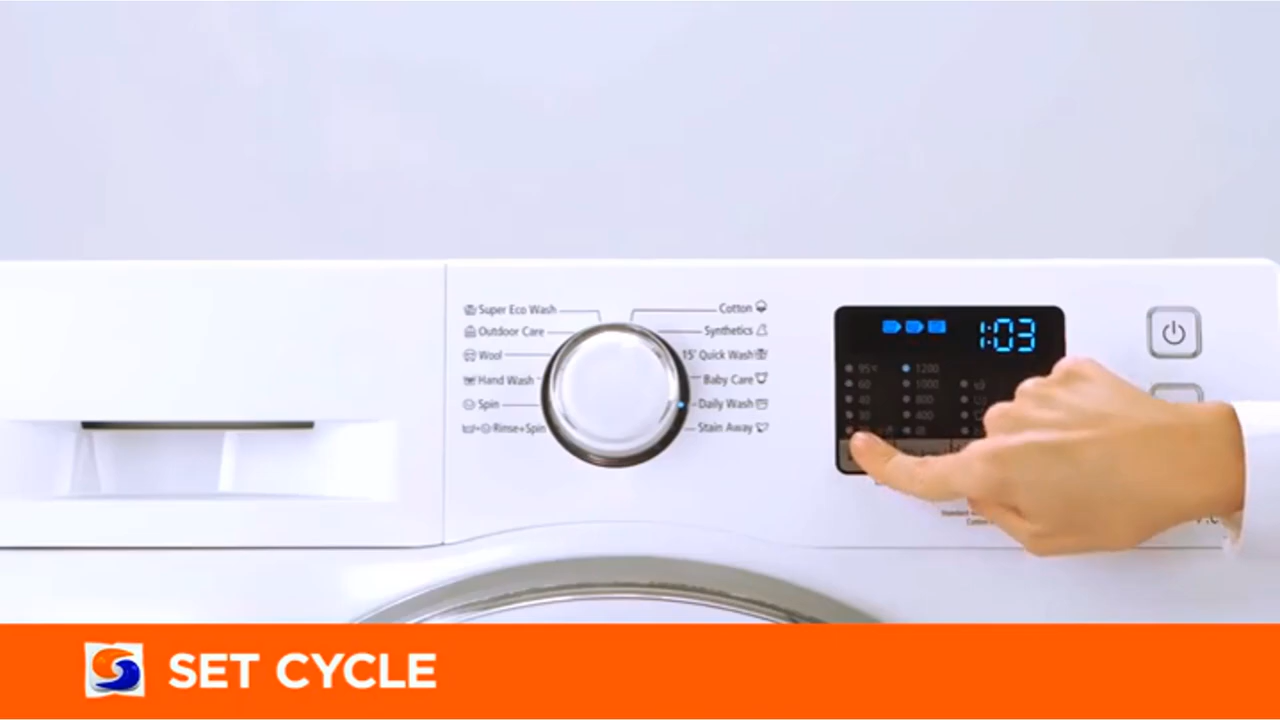 Super Eco Wash
Outdoor Care
Wool
Hand Wash
Spin
Rinse+Spin
Cotton
Synthetics
15' Quick Wash
Baby Care
Daily Wash
Stain Away
1:03
95°C 1200
60 1000
40 800
30 400
SET CYCLE